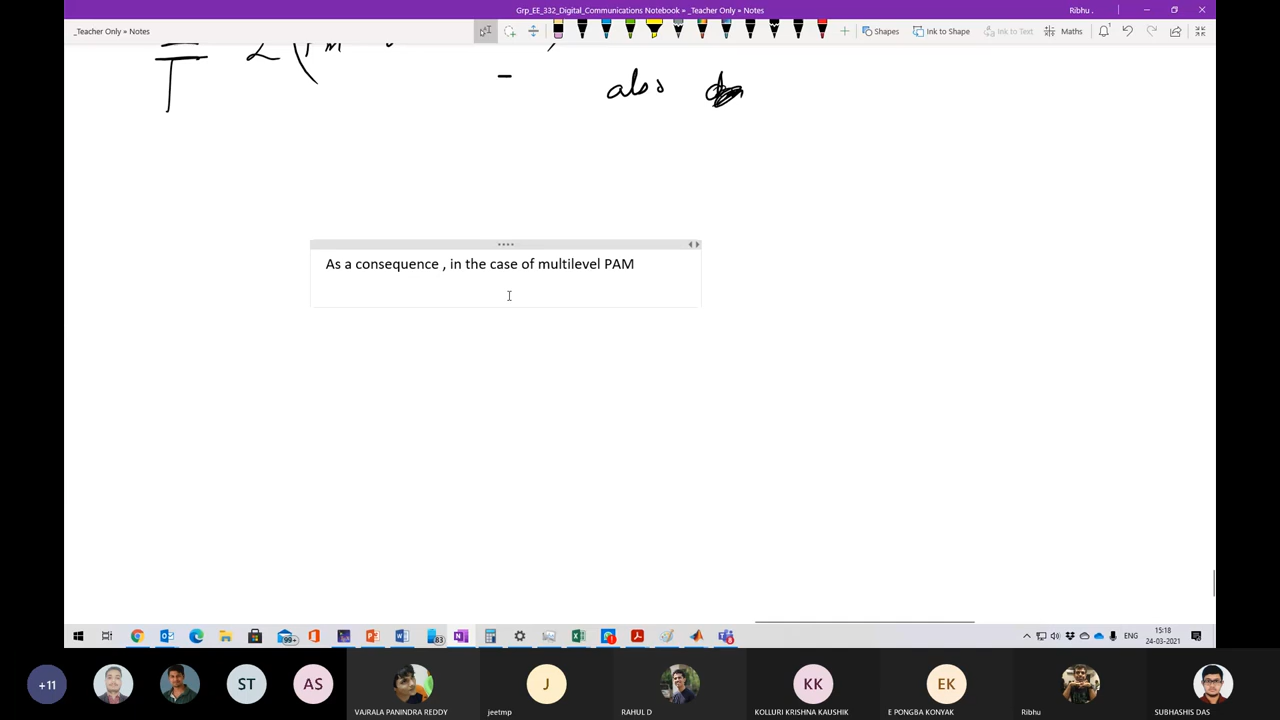 Grp_EE_332_Digital_Communications Notebook » _Teacher Only » Notes
Ribhu .
_Teacher Only » Notes
Shapes
Ink to Shape
Ink to Text
Maths
also
As a consequence , in the case of multilevel PAM
99+
83
ENG
15:18
24-03-2021
+11
ST
AS
J
KK
EK
VAJRALA PANINDRA REDDY
jeetmp
RAHUL D
KOLLURI KRISHNA KAUSHIK
E PONGBA KONYAK
Ribhu
SUBHASHIS DAS